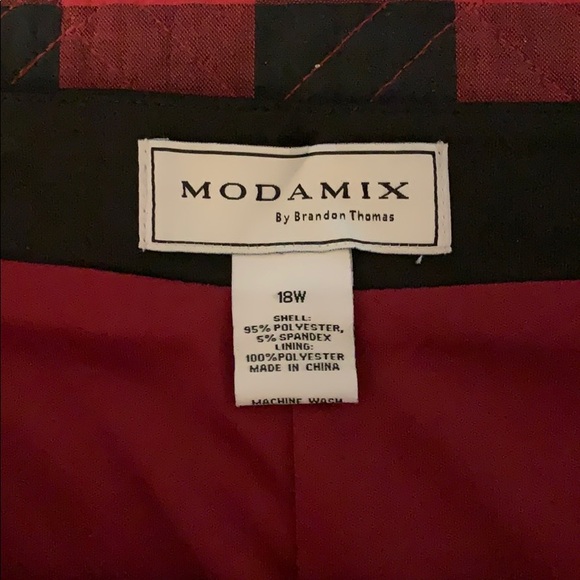 MODAMIX
By Brandon Thomas
18W
SHELL:
95% POLYESTER,
5% SPANDEX
LINING:
100%POLYESTER
MADE IN CHINA
MACHINE WASH